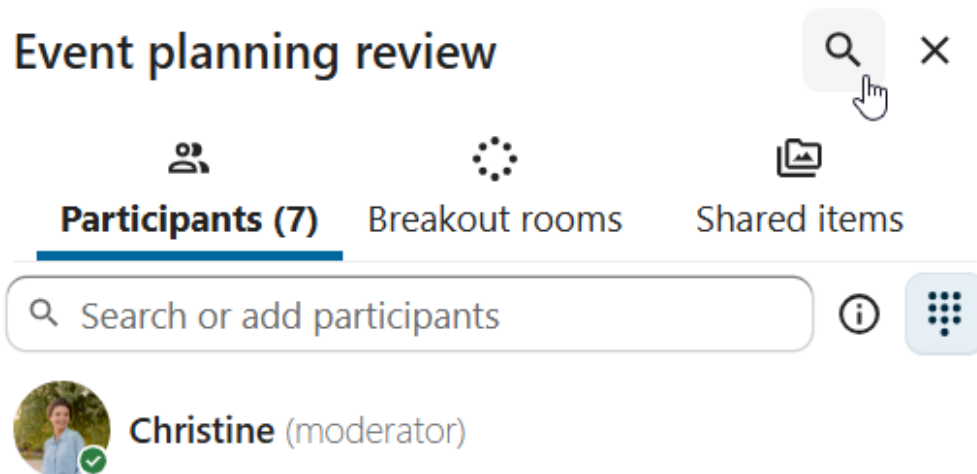 Event planning review
Participants (7)
Breakout rooms
Shared items
Search or add participants
Christine (moderator)